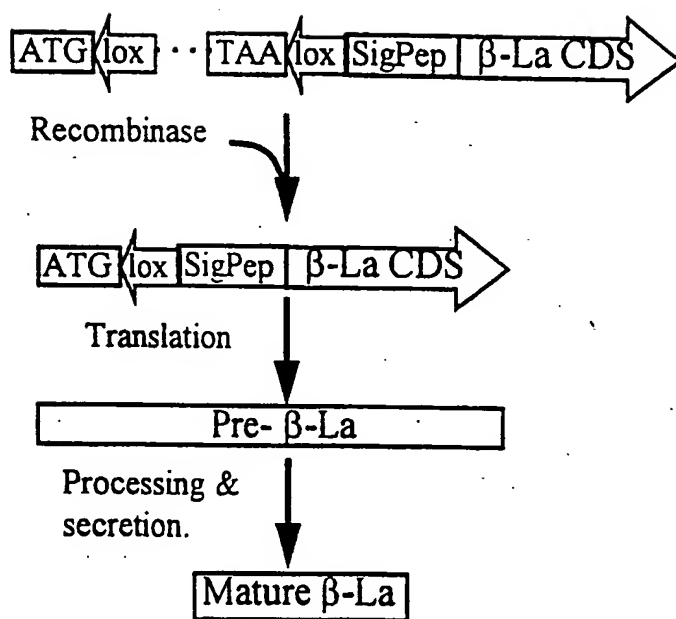 ATG lox ·· TAA lox SigPep β-La CDS
Recombinase
ATG lox SigPep β-La CDS
Translation
Pre- β-La
Processing &
secretion.
Mature β-La